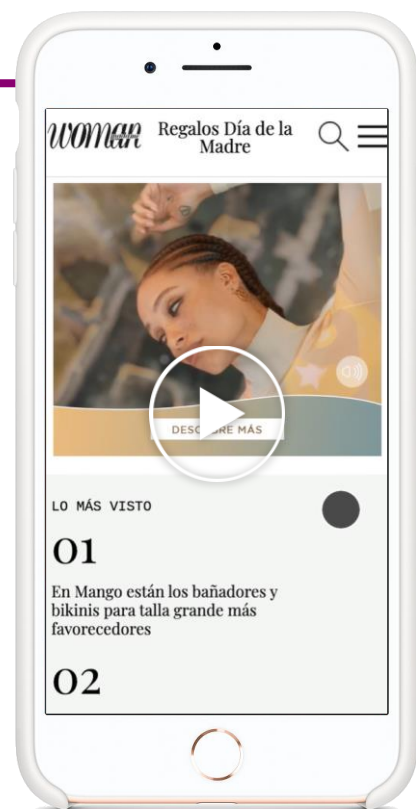 woman
Regalos Día de la
Madre
DESCUBRE MÁS
LO MÁS VISTO
01
En Mango están los bañadores y
bikinis para talla grande más
favorecedores
02